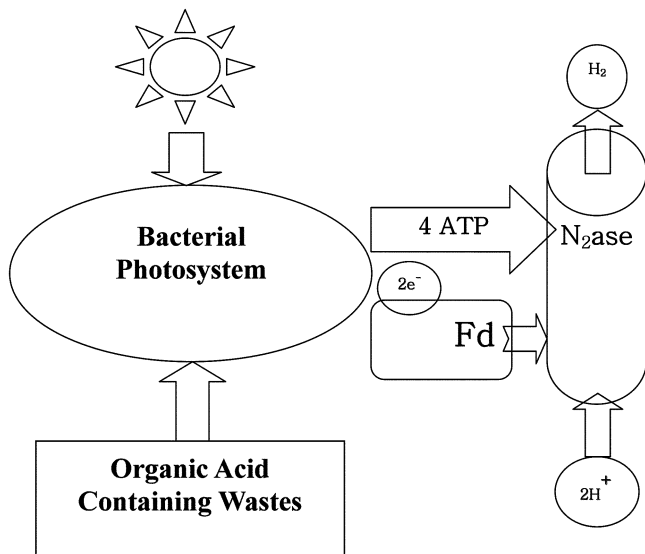 H₂
Bacterial
Photosystem
4 ATP
N₂ase
2e⁻
Fd
Organic Acid
Containing Wastes
2H⁺